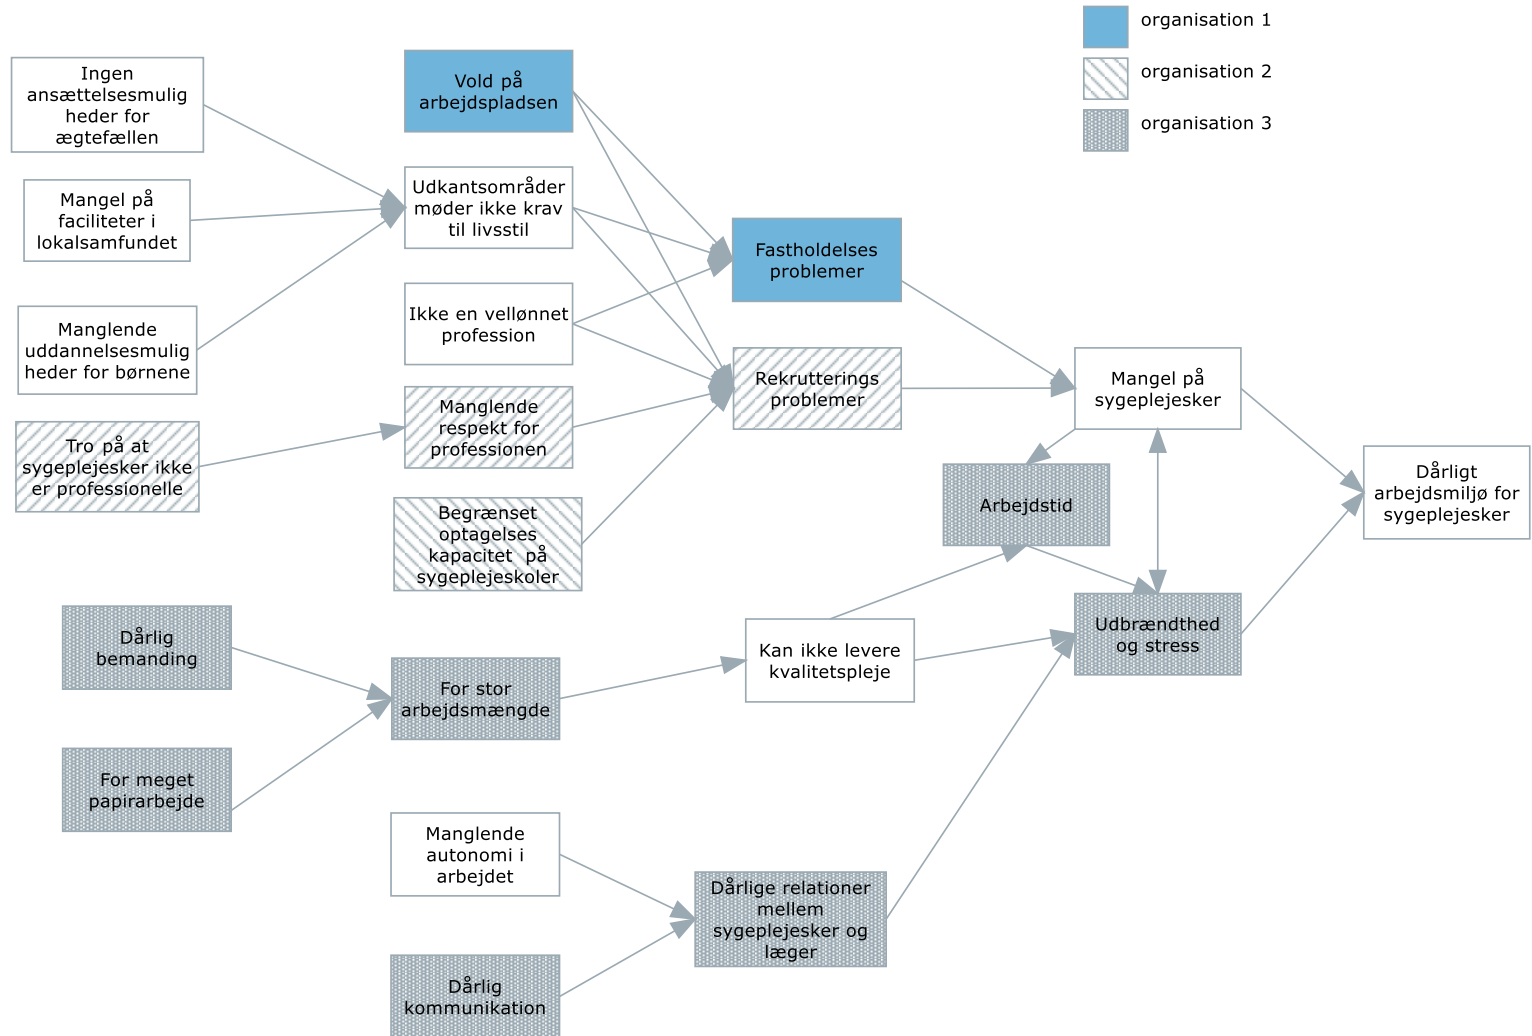 organisation 1
organisation 2
organisation 3
Ingen
ansættelsesmulig
heder for
ægtefællen
Vold på
arbejdspladsen
Mangel på
faciliteter i
lokalsamfundet
Udkantsområder
møder ikke krav
til livsstil
Fastholdelses
problemer
Manglende
uddannelsesmulig
heder for børnene
Ikke en vellønnet
profession
Rekrutterings
problemer
Mangel på
sygeplejesker
Tro på at
sygeplejesker ikke
er professionelle
Manglende
respekt for
professionen
Begrænset
optagelses
kapacitet på
sygeplejeskoler
Arbejdstid
Dårligt
arbejdsmiljø for
sygeplejesker
Dårlig
bemanding
For stor
arbejdsmængde
Kan ikke levere
kvalitetspleje
Udbrændthed
og stress
For meget
papirarbejde
Manglende
autonomi i
arbejdet
Dårlige relationer
mellem
sygeplejesker og
læger
Dårlig
kommunikation